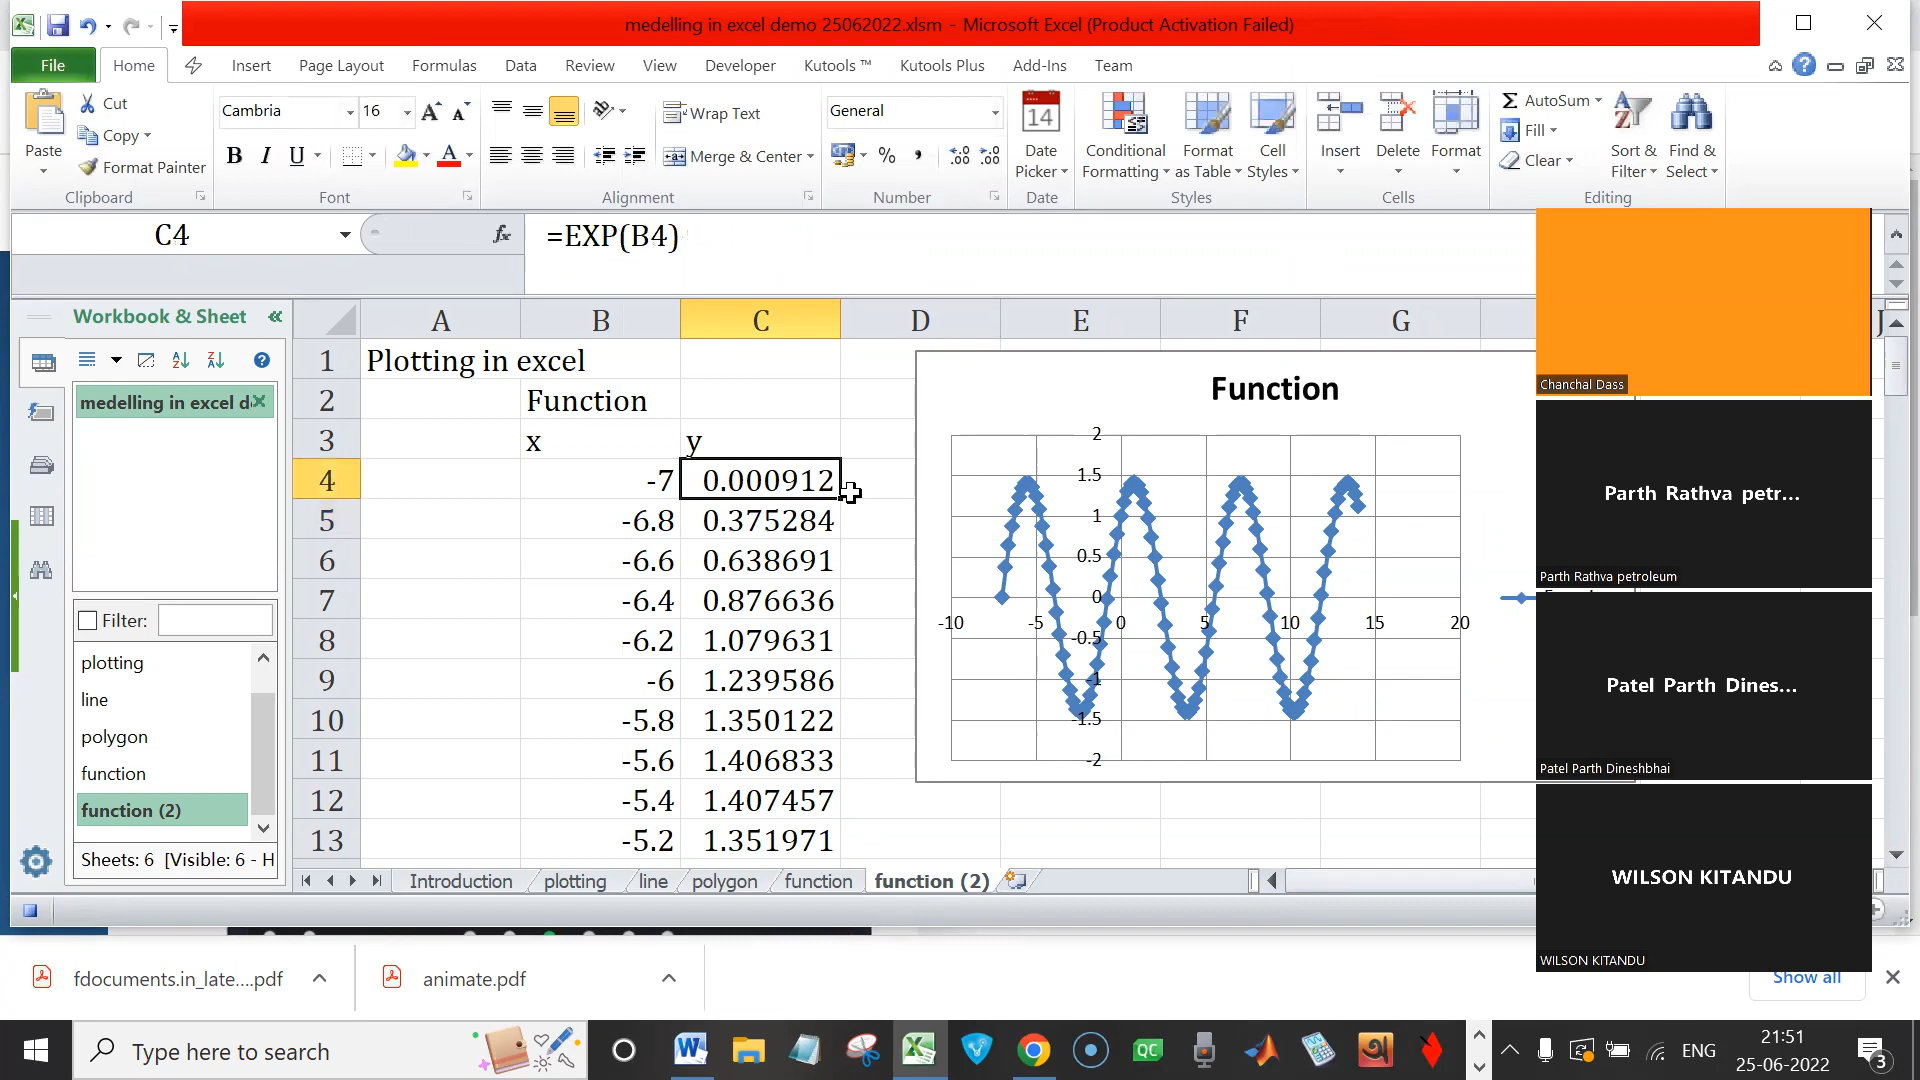 medelling in excel demo 25062022.xlsm - Microsoft Excel (Product Activation Failed)
File Home Insert Page Layout Formulas Data Review View Developer Kutools ™ Kutools Plus Add-Ins Team
Paste
Cut
Copy
Format Painter
Clipboard
Cambria 16
B I U
Font
Wrap Text
Merge & Center
Alignment
General
Number
14
Date Picker
Date
Conditional Formatting
Format as Table
Cell Styles
Styles
Insert Delete Format
Cells
AutoSum
Fill
Clear
Sort & Filter
Find & Select
Editing
C4 fx =EXP(B4)
Workbook & Sheet
medelling in excel d
Filter:
plotting
line
polygon
function
function (2)
Sheets: 6 [Visible: 6 - H
A B C D E F G J
1 Plotting in excel
2 Function
3 x y
4 -7 0.000912
5 -6.8 0.375284
6 -6.6 0.638691
7 -6.4 0.876636
8 -6.2 1.079631
9 -6 1.239586
10 -5.8 1.350122
11 -5.6 1.406833
12 -5.4 1.407457
13 -5.2 1.351971
Function
2
1.5
1
0.5
0
-0.5
-1
-1.5
-2
-10 -5 0 5 10 15 20
Introduction plotting line polygon function function (2)
Chanchal Dass
Parth Rathva petr...
Parth Rathva petroleum
Patel Parth Dines...
Patel Parth Dineshbhai
WILSON KITANDU
WILSON KITANDU
fdocuments.in_late....pdf
animate.pdf
Show all
Type here to search
QC
ENG
21:51
25-06-2022
3